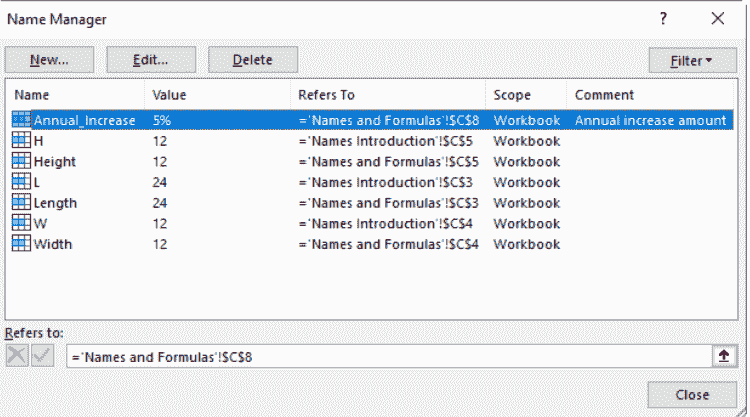 Name Manager ? ×
New... Edit... Delete Filter
Name Value Refers To Scope Comment
Annual_Increase 5% ='Names and Formulas'!$C$8 Workbook Annual increase amount
H 12 ='Names Introduction'!$C$5 Workbook
Height 12 ='Names and Formulas'!$C$5 Workbook
L 24 ='Names Introduction'!$C$3 Workbook
Length 24 ='Names and Formulas'!$C$3 Workbook
W 12 ='Names Introduction'!$C$4 Workbook
Width 12 ='Names and Formulas'!$C$4 Workbook
Refers to:
='Names and Formulas'!$C$8
Close